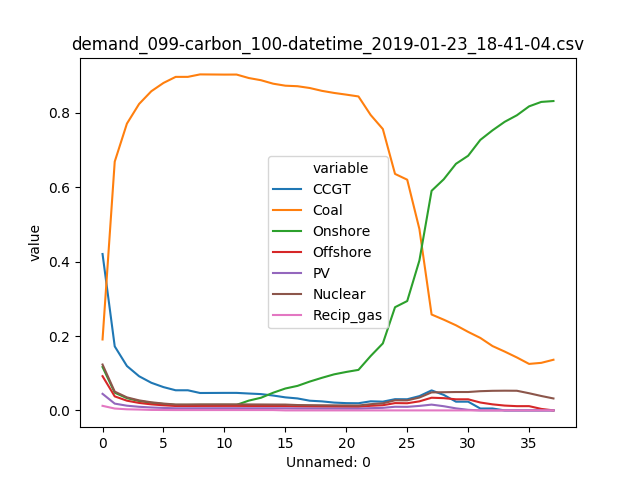 demand_099-carbon_100-datetime_2019-01-23_18-41-04.csv
value
0.8
0.6
0.4
0.2
0.0
variable
CCGT
Coal
Onshore
Offshore
PV
Nuclear
Recip_gas
0 5 10 15 20 25 30 35
Unnamed: 0